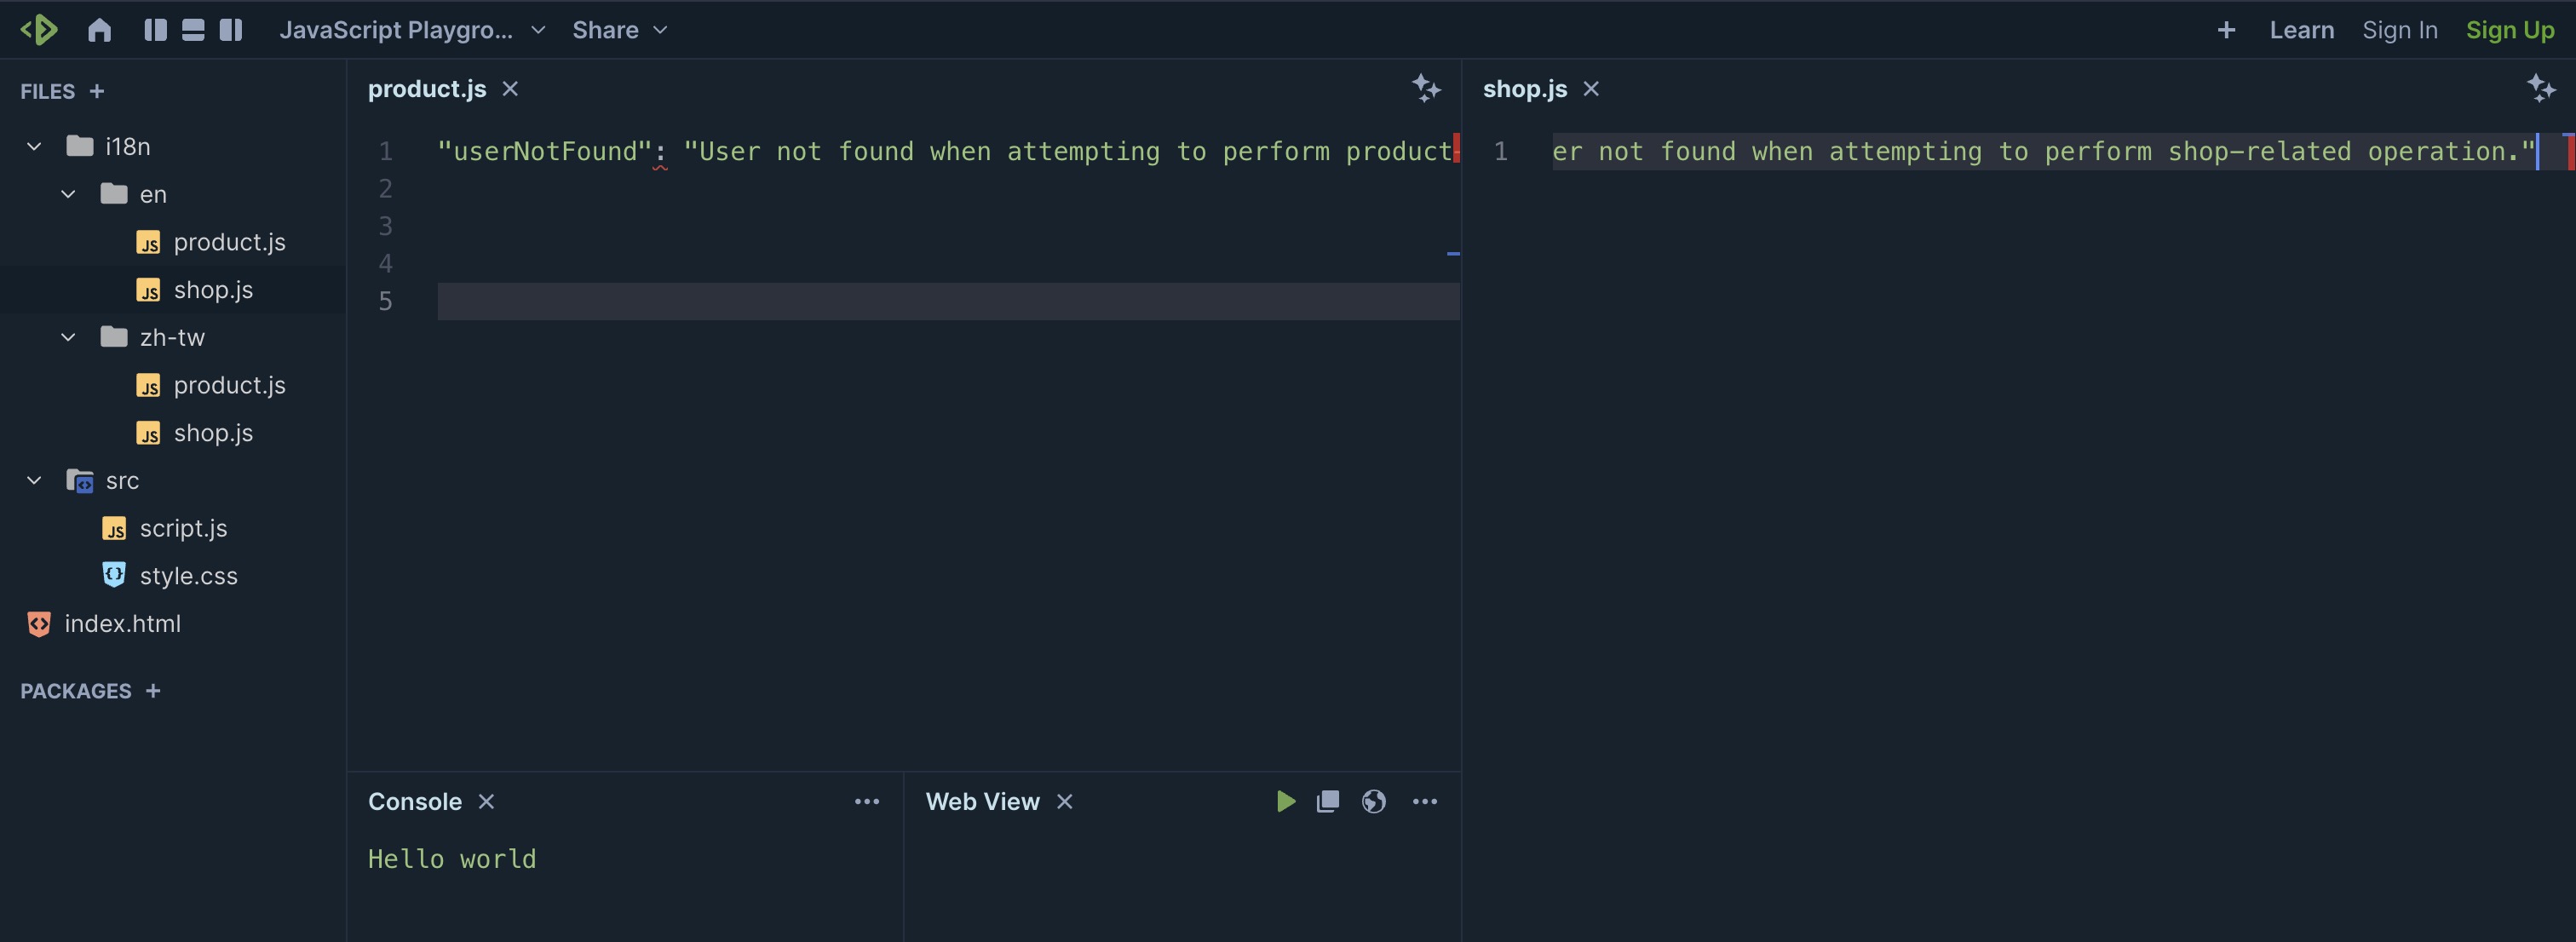 JavaScript Playgro... Share + Learn Sign In Sign Up
FILES +
i18n
en
product.js
shop.js
zh-tw
product.js
shop.js
src
script.js
style.css
index.html
PACKAGES +
product.js
1 "userNotFound": "User not found when attempting to perform product-
2
3
4
5
shop.js
1 er not found when attempting to perform shop-related operation."
Console
Hello world
Web View